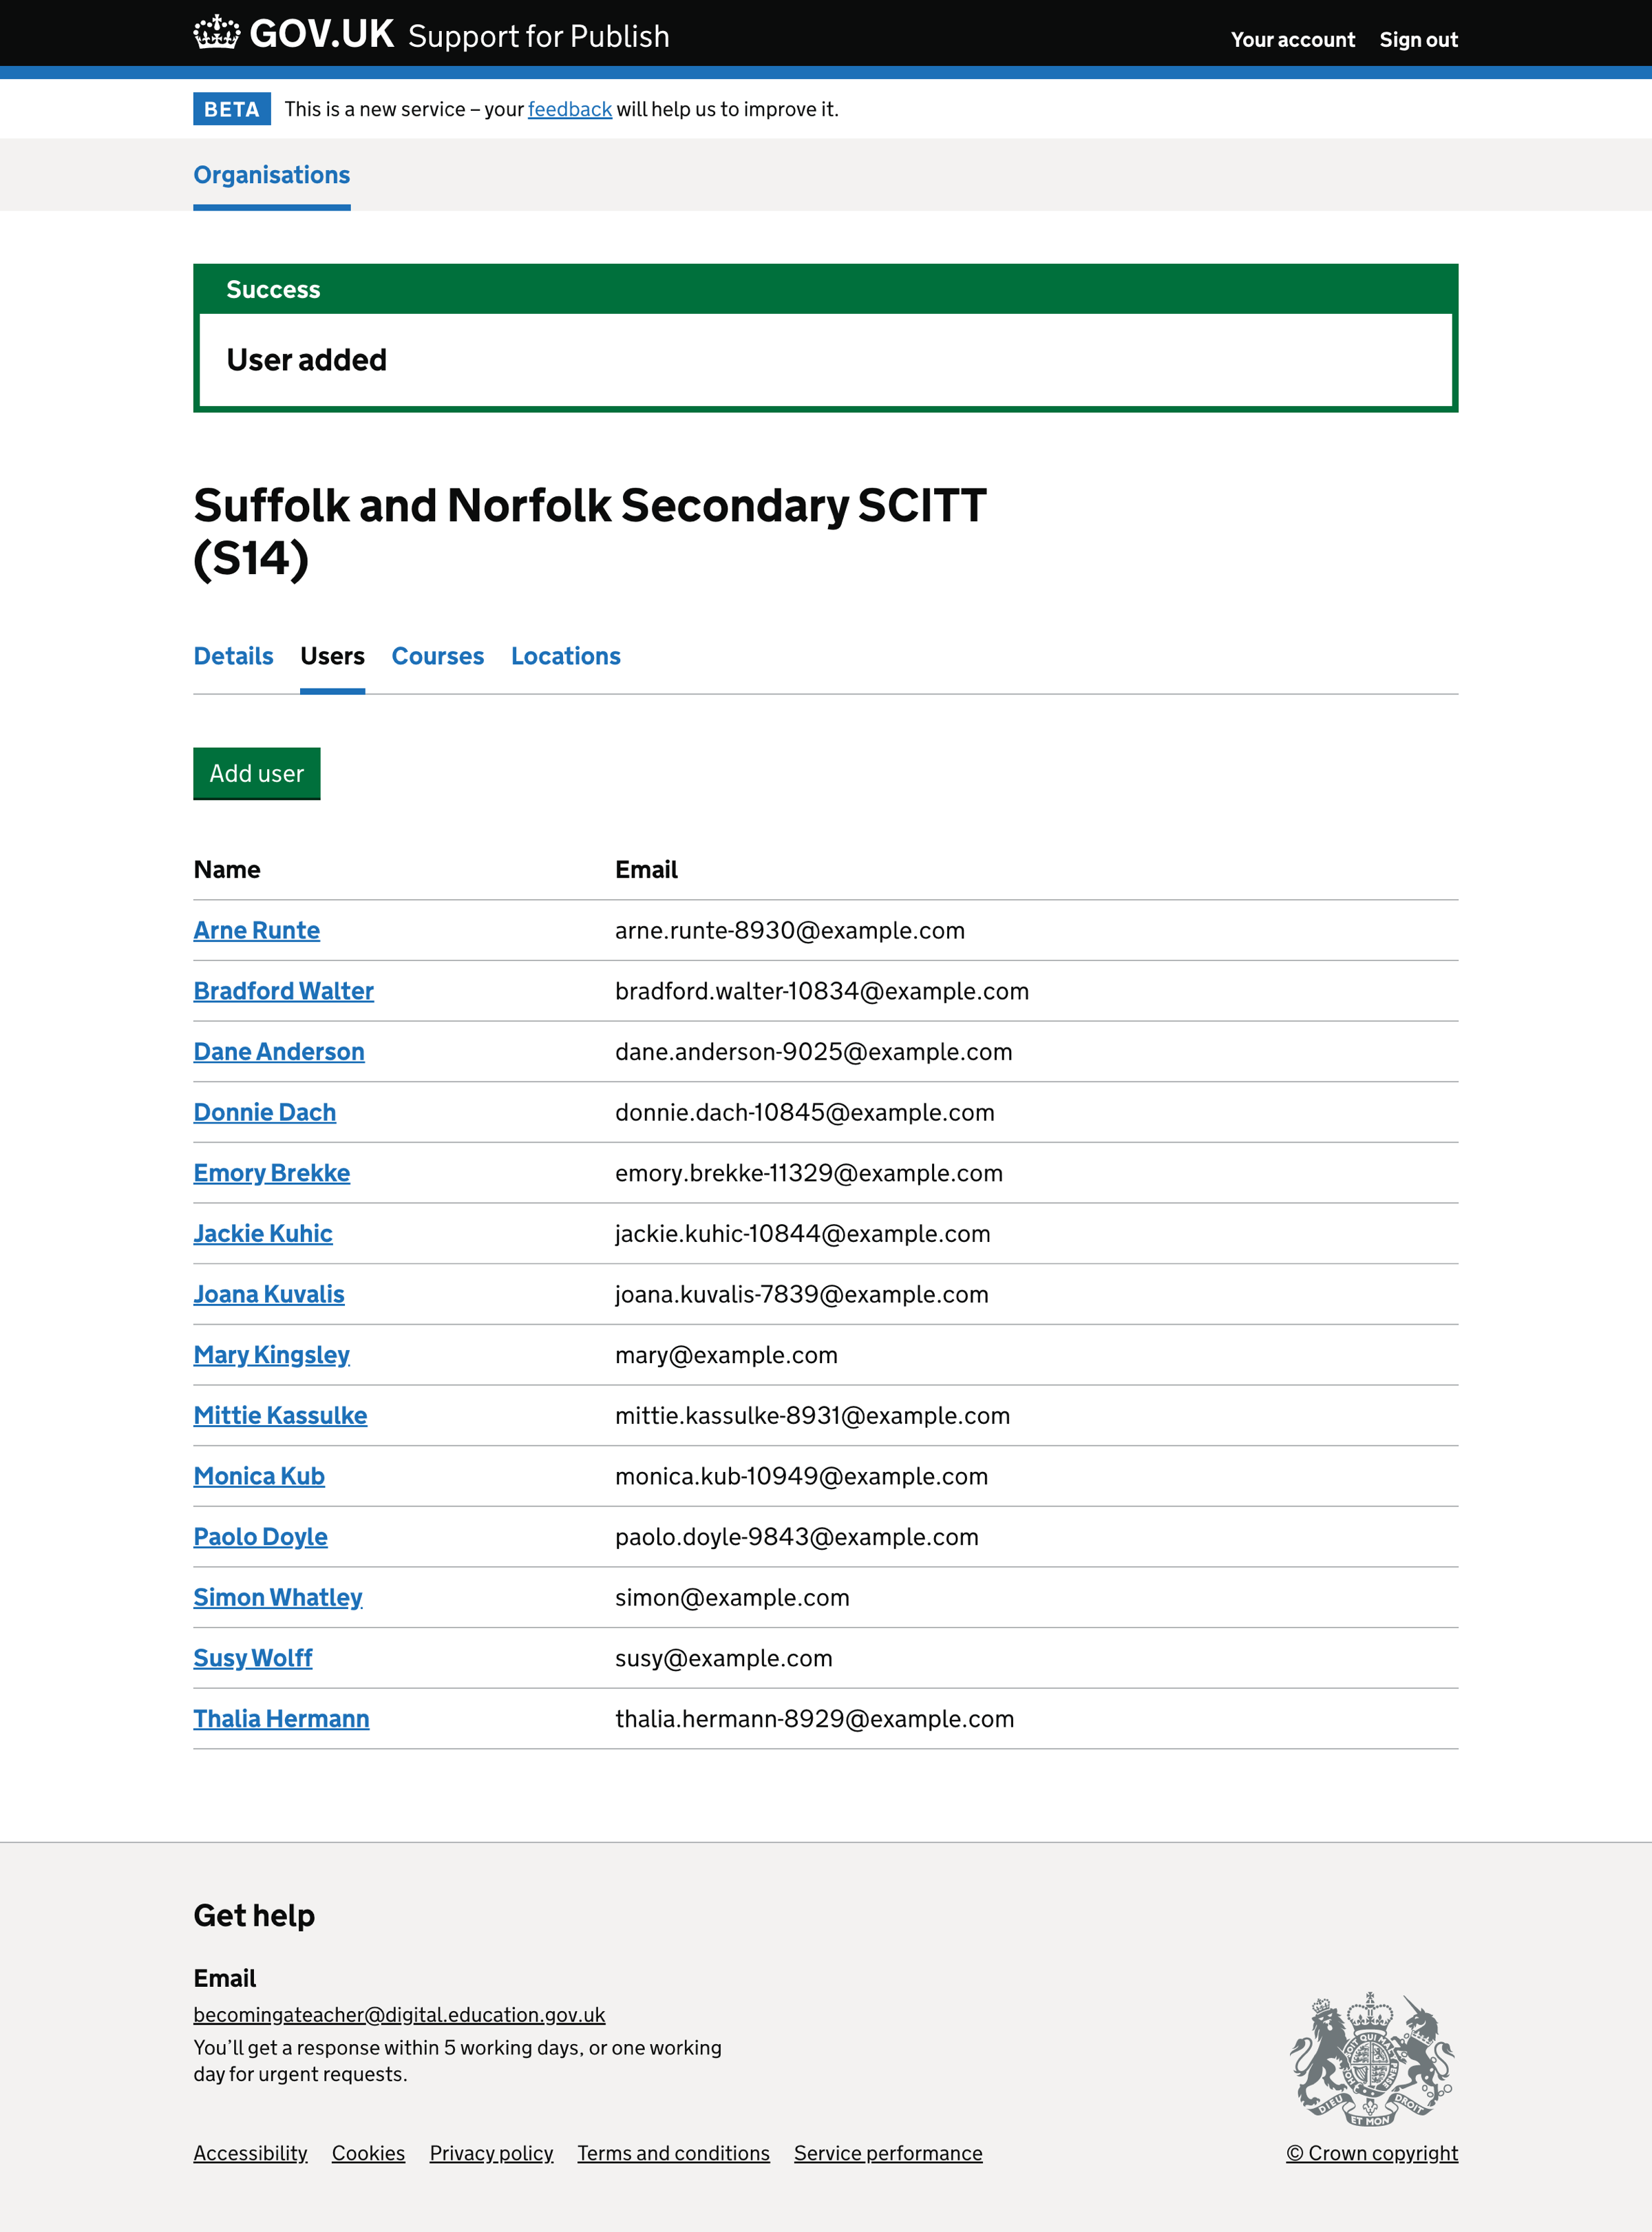 GOV.UK Support for Publish
Your account Sign out
BETA This is a new service – your feedback will help us to improve it.
Organisations
Success
User added
Suffolk and Norfolk Secondary SCITT
(S14)
Details Users Courses Locations
Add user
Name Email
Arne Runte arne.runte-8930@example.com
Bradford Walter bradford.walter-10834@example.com
Dane Anderson dane.anderson-9025@example.com
Donnie Dach donnie.dach-10845@example.com
Emory Brekke emory.brekke-11329@example.com
Jackie Kuhic jackie.kuhic-10844@example.com
Joana Kuvalis joana.kuvalis-7839@example.com
Mary Kingsley mary@example.com
Mittie Kassulke mittie.kassulke-8931@example.com
Monica Kub monica.kub-10949@example.com
Paolo Doyle paolo.doyle-9843@example.com
Simon Whatley simon@example.com
Susy Wolff susy@example.com
Thalia Hermann thalia.hermann-8929@example.com
Get help
Email
becomingateacher@digital.education.gov.uk
You’ll get a response within 5 working days, or one working
day for urgent requests.
DIEU ET MON DROIT
Accessibility Cookies Privacy policy Terms and conditions Service performance
© Crown copyright